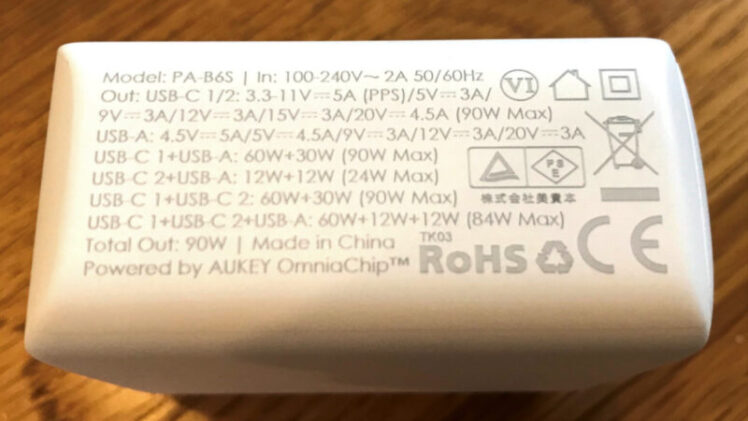 Model: PA-B6S | In: 100-240V~ 2A 50/60Hz
Out: USB-C 1/2: 3.3-11V⎓5A (PPS)/5V⎓3A/
9V⎓3A/12V⎓3A/15V⎓3A/20V⎓4.5A (90W Max)
USB-A: 4.5V⎓5A/5V⎓4.5A/9V⎓3A/12V⎓3A/20V⎓3A
USB-C 1+USB-A: 60W+30W (90W Max)
USB-C 2+USB-A: 12W+12W (24W Max)
USB-C 1+USB-C 2: 60W+30W (90W Max)
USB-C 1+USB-C 2+USB-A: 60W+12W+12W (84W Max)
Total Out: 90W | Made in China
Powered by AUKEY OmniaChip™
VI
PSE
株式会社美貴本
TK03
RoHS
CE